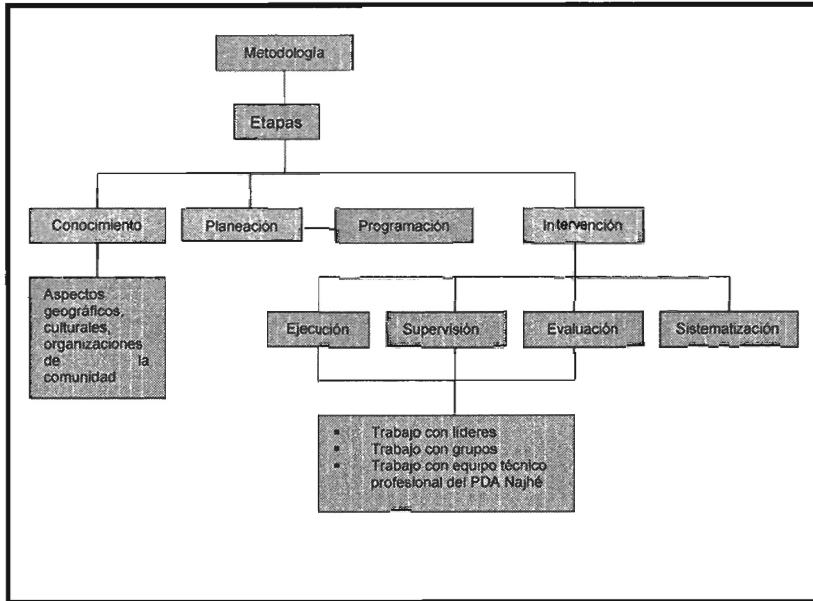 Metodología
Etapas
Conocimiento
Planeación
Programación
Intervención
Aspectos
geográficos,
culturales,
organizaciones
de la
comunidad
Ejecución
Supervisión
Evaluación
Sistematización
▪ Trabajo con líderes
▪ Trabajo con grupos
▪ Trabajo con equipo técnico
profesional del PDA Najhé